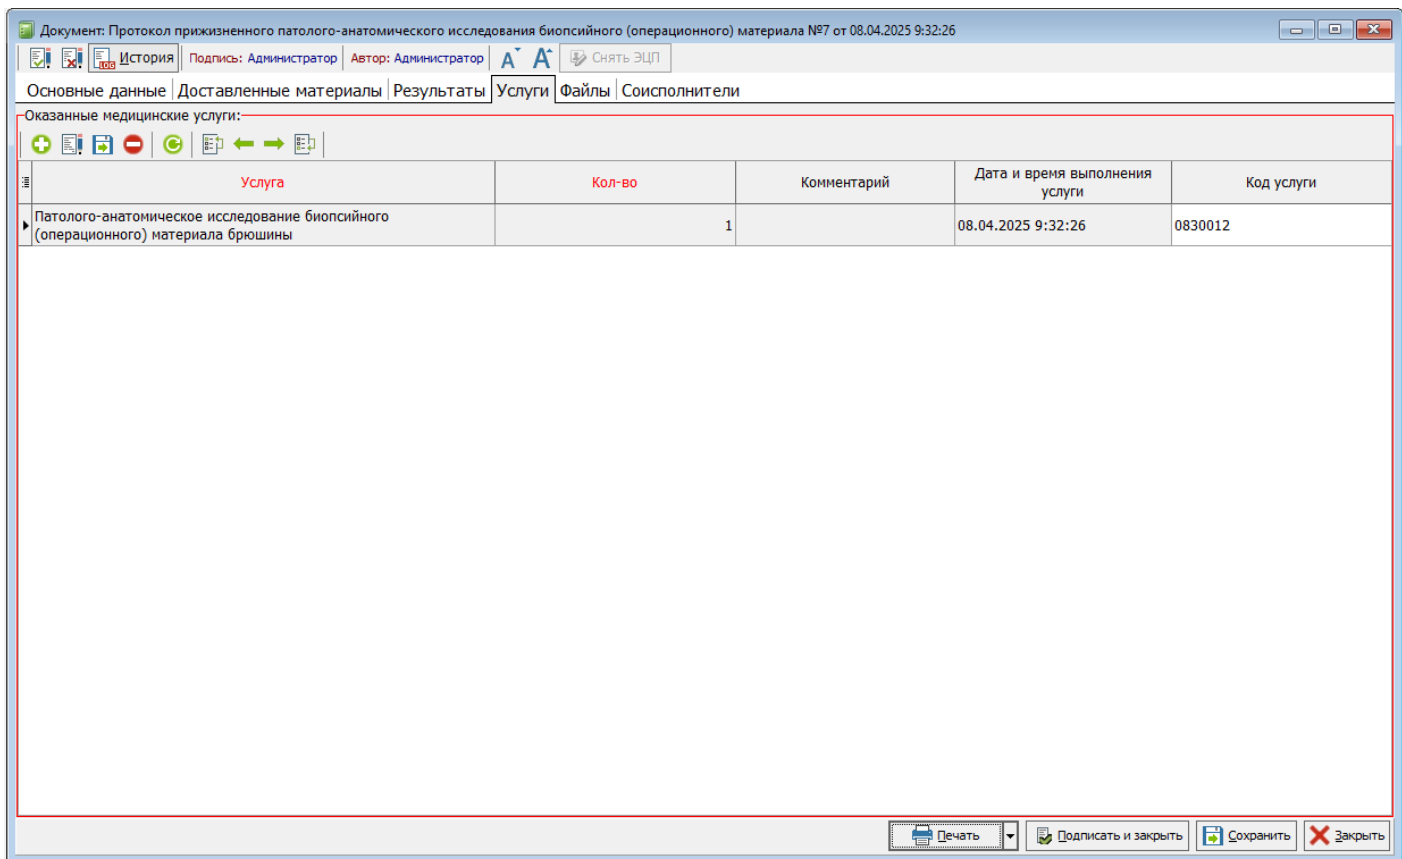 Документ: Протокол прижизненного патолого-анатомического исследования биопсийного (операционного) материала №7 от 08.04.2025 9:32:26
LOG История Подпись: Администратор Автор: Администратор A A Снять ЭЦП
Основные данные Доставленные материалы Результаты Услуги Файлы Соисполнители
Оказанные медицинские услуги:
Услуга Кол-во Комментарий Дата и время выполнения
услуги Код услуги
Патолого-анатомическое исследование биопсийного
(операционного) материала брюшины 1 08.04.2025 9:32:26 0830012
Печать Подписать и закрыть Сохранить Закрыть